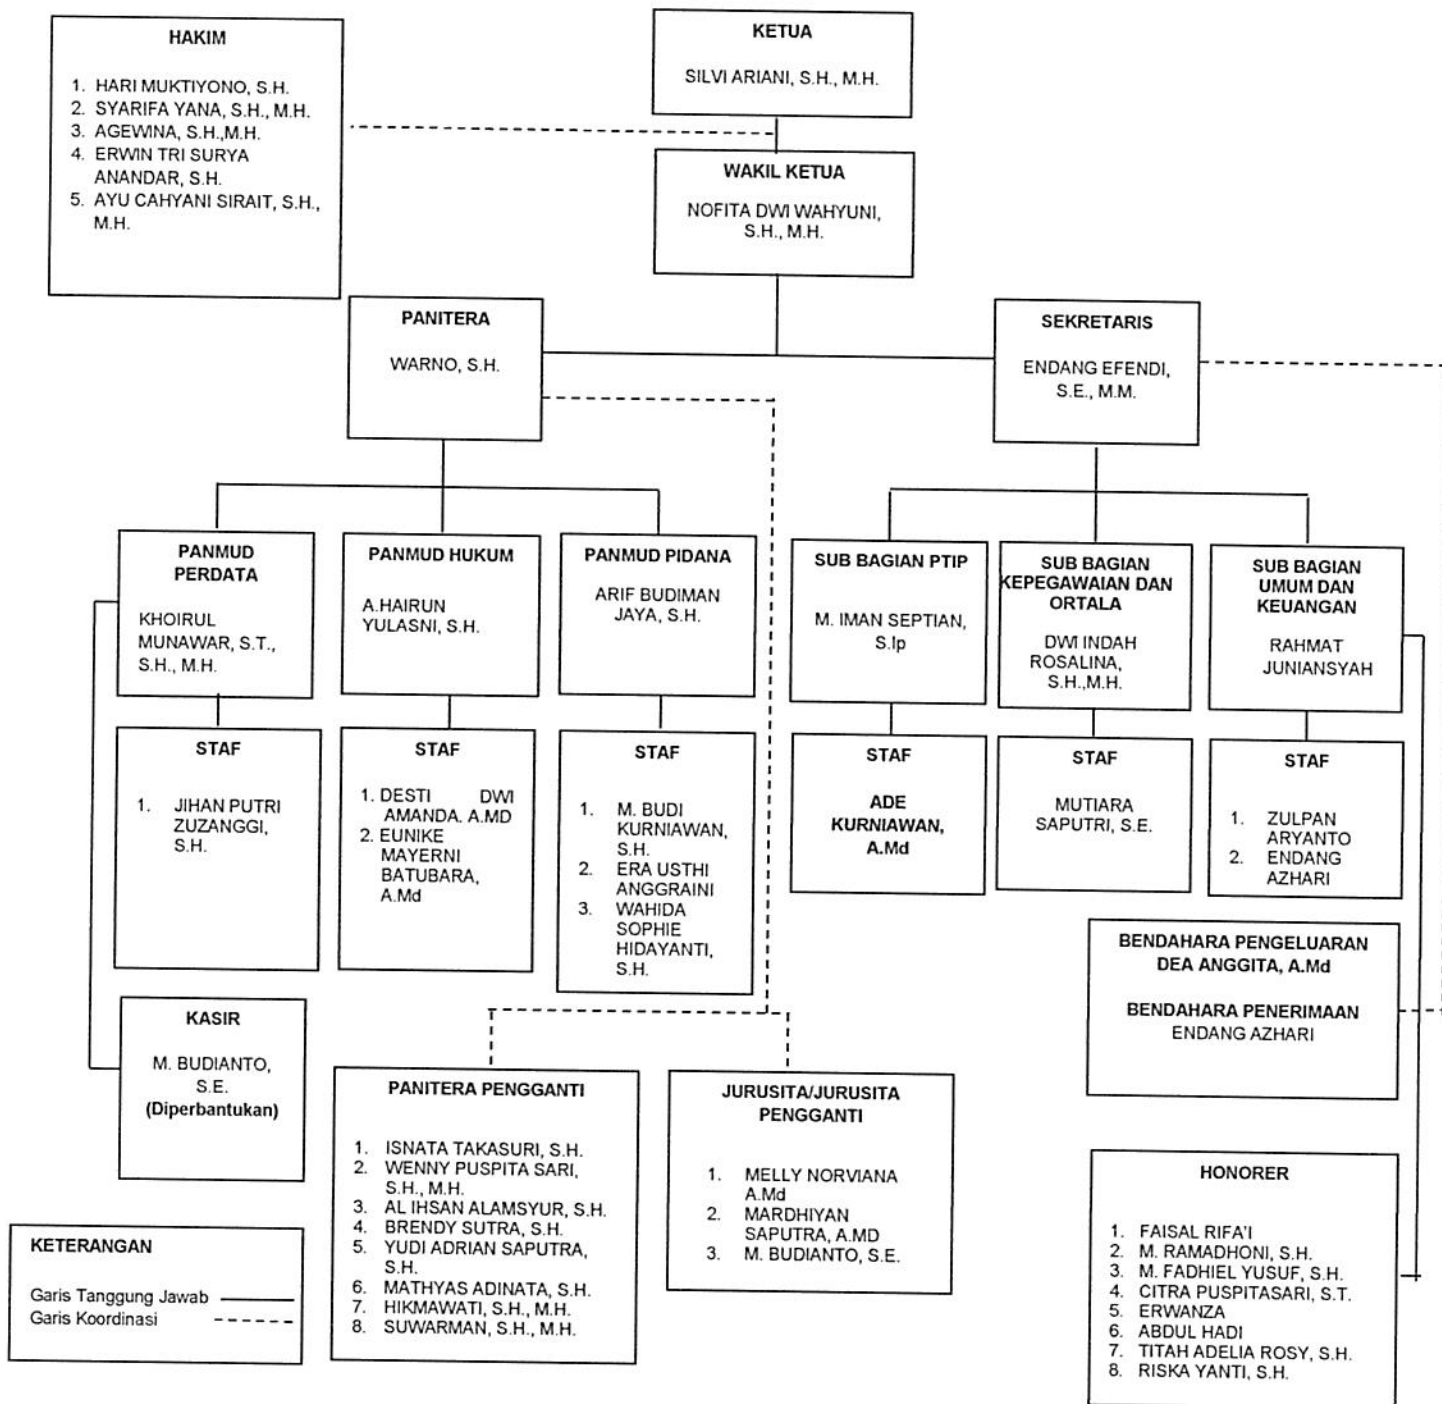 HAKIM
1. HARI MUKTIYONO, S.H.
2. SYARIFA YANA, S.H., M.H.
3. AGEWINA, S.H.,M.H.
4. ERWIN TRI SURYA
ANANDAR, S.H.
5. AYU CAHYANI SIRAIT, S.H.,
M.H.
KETUA
SILVI ARIANI, S.H., M.H.
WAKIL KETUA
NOFITA DWI WAHYUNI,
S.H., M.H.
PANITERA
WARNO, S.H.
SEKRETARIS
ENDANG EFENDI,
S.E., M.M.
PANMUD
PERDATA
KHOIRUL
MUNAWAR, S.T.,
S.H., M.H.
PANMUD HUKUM
A.HAIRUN
YULASNI, S.H.
PANMUD PIDANA
ARIF BUDIMAN
JAYA, S.H.
SUB BAGIAN PTIP
M. IMAN SEPTIAN,
S.Ip
SUB BAGIAN
KEPEGAWAIAN DAN
ORTALA
DWI INDAH
ROSALINA,
S.H.,M.H.
SUB BAGIAN
UMUM DAN
KEUANGAN
RAHMAT
JUNIANSYAH
STAF
1. JIHAN PUTRI
ZUZANGGI,
S.H.
STAF
1. DESTI DWI
AMANDA. A.MD
2. EUNIKE
MAYERNI
BATUBARA,
A.Md
STAF
1. M. BUDI
KURNIAWAN,
S.H.
2. ERA USTHI
ANGGRAINI
3. WAHIDA
SOPHIE
HIDAYANTI,
S.H.
STAF
ADE
KURNIAWAN,
A.Md
STAF
MUTIARA
SAPUTRI, S.E.
STAF
1. ZULPAN
ARYANTO
2. ENDANG
AZHARI
BENDAHARA PENGELUARAN
DEA ANGGITA, A.Md
BENDAHARA PENERIMAAN
ENDANG AZHARI
KASIR
M. BUDIANTO,
S.E.
(Diperbantukan)
PANITERA PENGGANTI
1. ISNATA TAKASURI, S.H.
2. WENNY PUSPITA SARI,
S.H., M.H.
3. AL IHSAN ALAMSYUR, S.H.
4. BRENDY SUTRA, S.H.
5. YUDI ADRIAN SAPUTRA,
S.H.
6. MATHYAS ADINATA, S.H.
7. HIKMAWATI, S.H., M.H.
8. SUWARMAN, S.H., M.H.
JURUSITA/JURUSITA
PENGGANTI
1. MELLY NORVIANA
A.Md
2. MARDHIYAN
SAPUTRA, A.MD
3. M. BUDIANTO, S.E.
HONORER
1. FAISAL RIFA'I
2. M. RAMADHONI, S.H.
3. M. FADHIEL YUSUF, S.H.
4. CITRA PUSPITASARI, S.T.
5. ERWANZA
6. ABDUL HADI
7. TITAH ADELIA ROSY, S.H.
8. RISKA YANTI, S.H.
KETERANGAN
Garis Tanggung Jawab
Garis Koordinasi